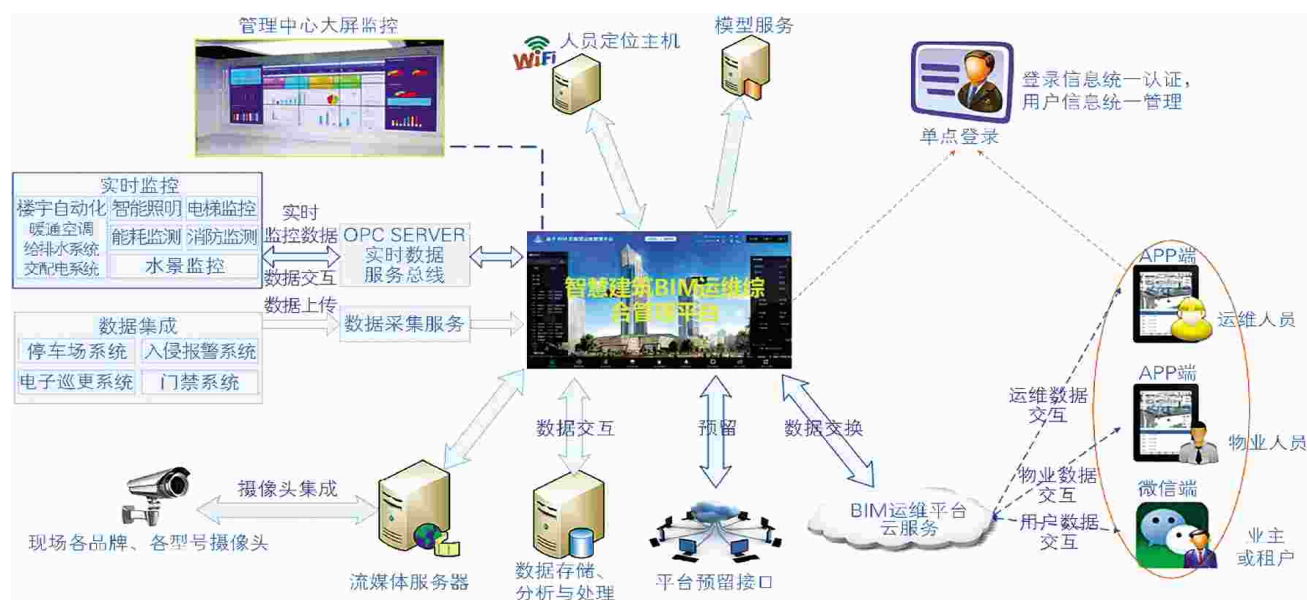 管理中心大屏监控
WiFi
人员定位主机
模型服务
登录信息统一认证，
用户信息统一管理
单点登录
实时监控
楼宇自动化
智能照明
电梯监控
暖通空调
给排水系统
交配电系统
能耗监测
消防监测
水景监控
实时
监控数据
数据交互
OPC SERVER
实时数据
服务总线
数据上传
数据集成
停车场系统
入侵报警系统
电子巡更系统
门禁系统
数据采集服务
智慧建筑BIM运维综
合管理平台
APP端
运维人员
APP端
物业人员
微信端
业主
或租户
运维数据
交互
物业数据
交互
用户数据
交互
数据交互
预留
数据交换
BIM运维平台
云服务
摄像头集成
现场各品牌、各型号摄像头
流媒体服务器
数据存储、
分析与处理
平台预留接口